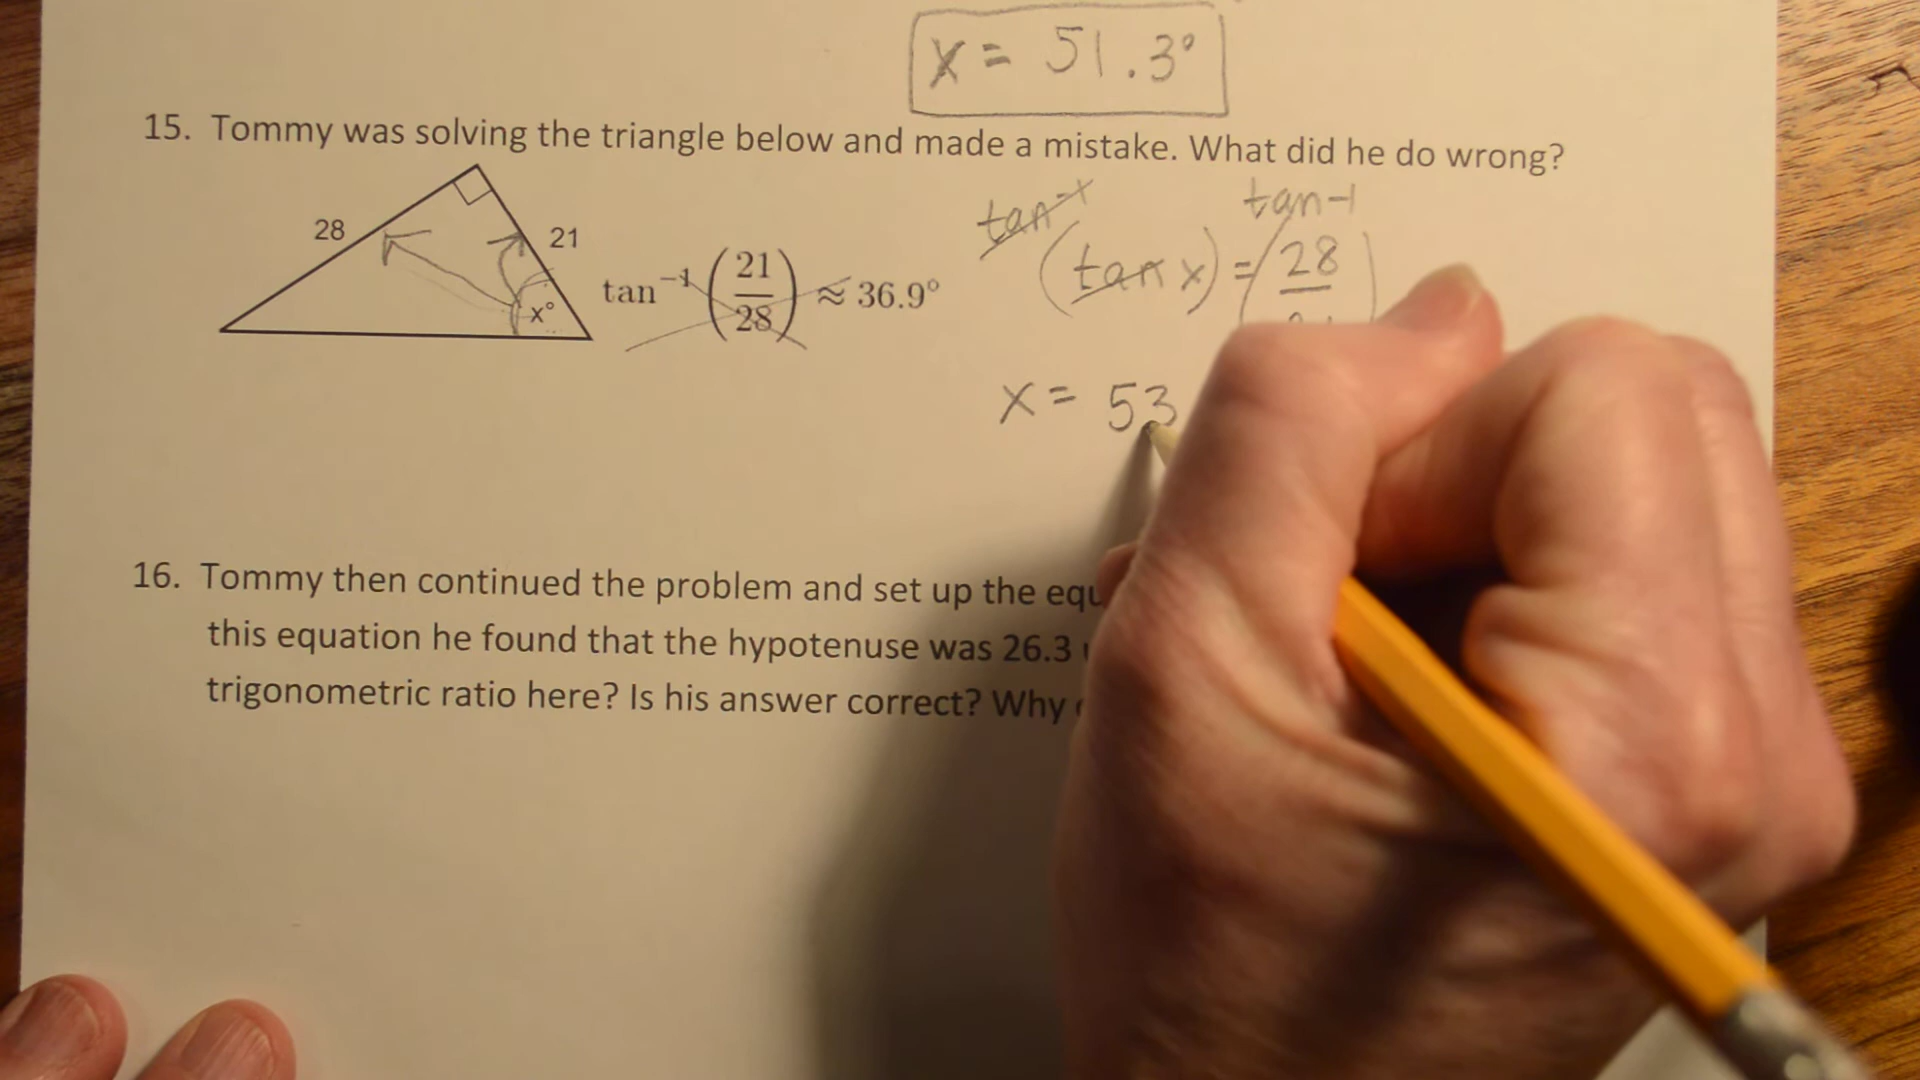 x = 51.3°
15. Tommy was solving the triangle below and made a mistake. What did he do wrong?
28
21
x°
tan⁻¹ (21/28) ≈ 36.9°
tan⁻¹ tan-1
(tan x) = (28
x = 53
16. Tommy then continued the problem and set up the
this equation he found that the hypotenuse was 26.3
trigonometric ratio here? Is his answer correct? Why